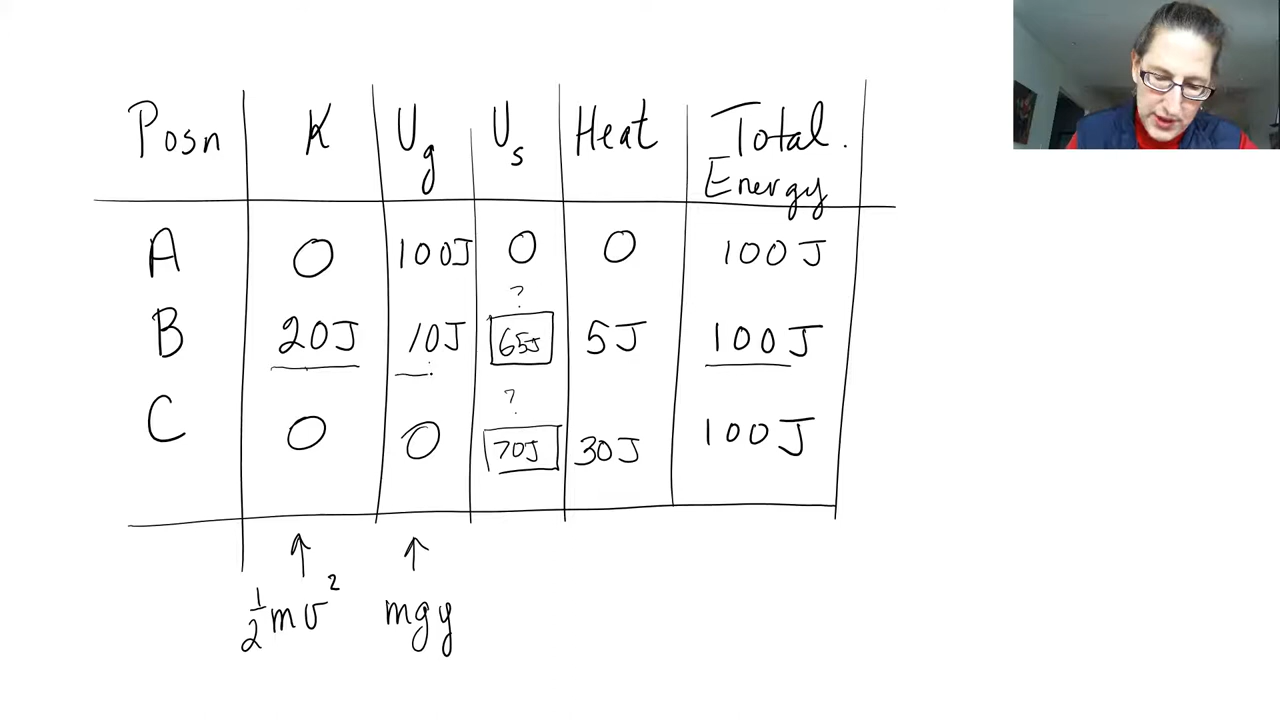 Posn K Ug Us Heat Total Energy
A 0 100J 0 0 100J
?
B 20J 10J 65J 5J 100J
?
C 0 0 70J 30J 100J
↑ ↑
1/2 mv² mgy